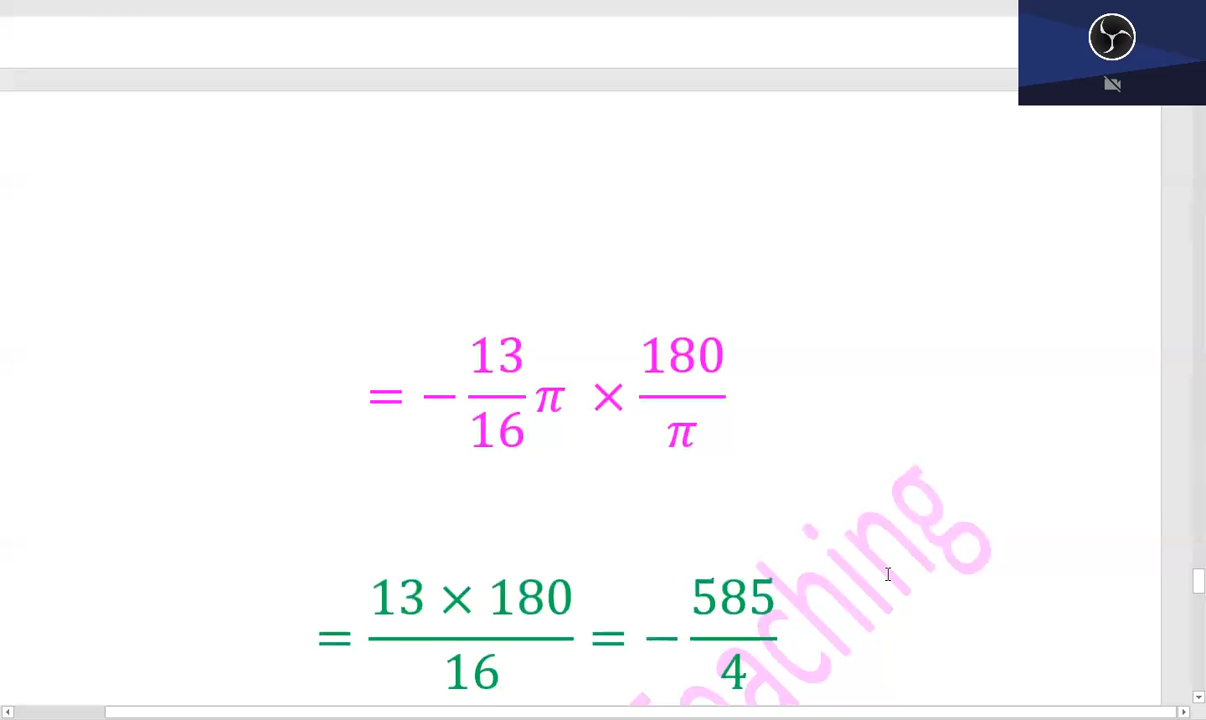 = − 13/16 π × 180/π
= 13 × 180/16 = − 585/4